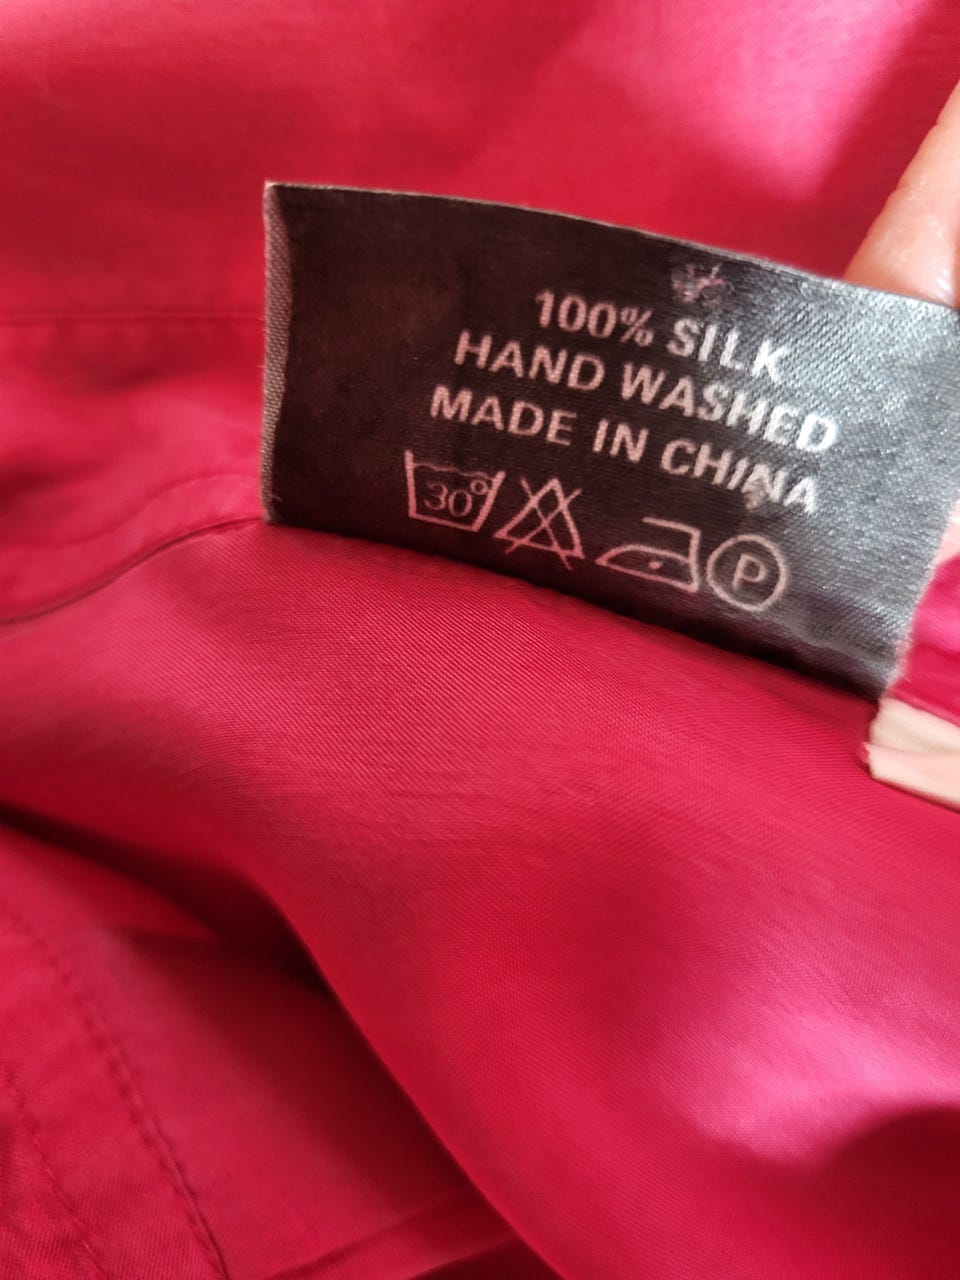 100% SILK
HAND WASHED
MADE IN CHINA
30° P